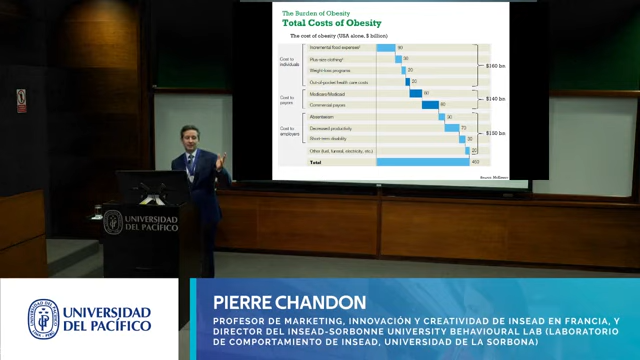 The Burden of Obesity
Total Costs of Obesity
The cost of obesity (USA alone, $ billion)
Cost to individuals
Incremental food expenses
Plus-size clothing
Weight-loss programs
Out-of-pocket health care costs
$160 bn
Cost to payers
Medicare/Medicaid
Commercial payers
$140 bn
Cost to employers
Absenteeism
Decreased productivity
70
Short-term disability
Other (fuel, funeral, electricity, etc.)
20
Total
UNIVERSIDAD
DEL PACÍFICO
UNIVERSIDAD
DEL PACÍFICO
PIERRE CHANDON
PROFESOR DE MARKETING, INNOVACIÓN Y CREATIVIDAD DE INSEAD EN FRANCIA, Y
DIRECTOR DEL INSEAD-SORBONNE UNIVERSITY BEHAVIOURAL LAB (LABORATORIO
DE COMPORTAMIENTO DE INSEAD, UNIVERSIDAD DE LA SORBONA)